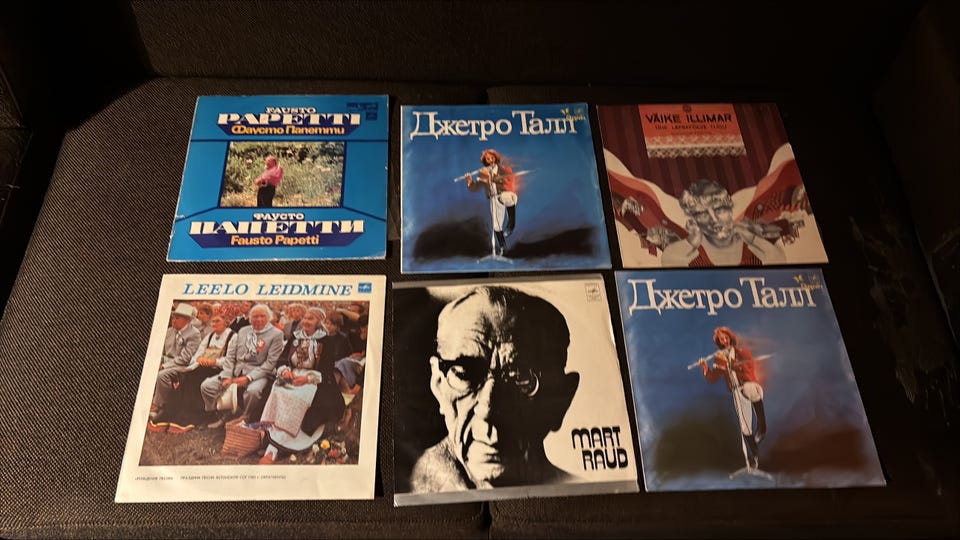 FAUSTO
PAPETTI
Фаусто Папетти
ФАУСТО
ПАПЕТТИ
Fausto Papetti
Джетро Талл
VÄIKE ILLIMAR
LEELO LEIDMINE
MART
RAUD
Джетро Талл